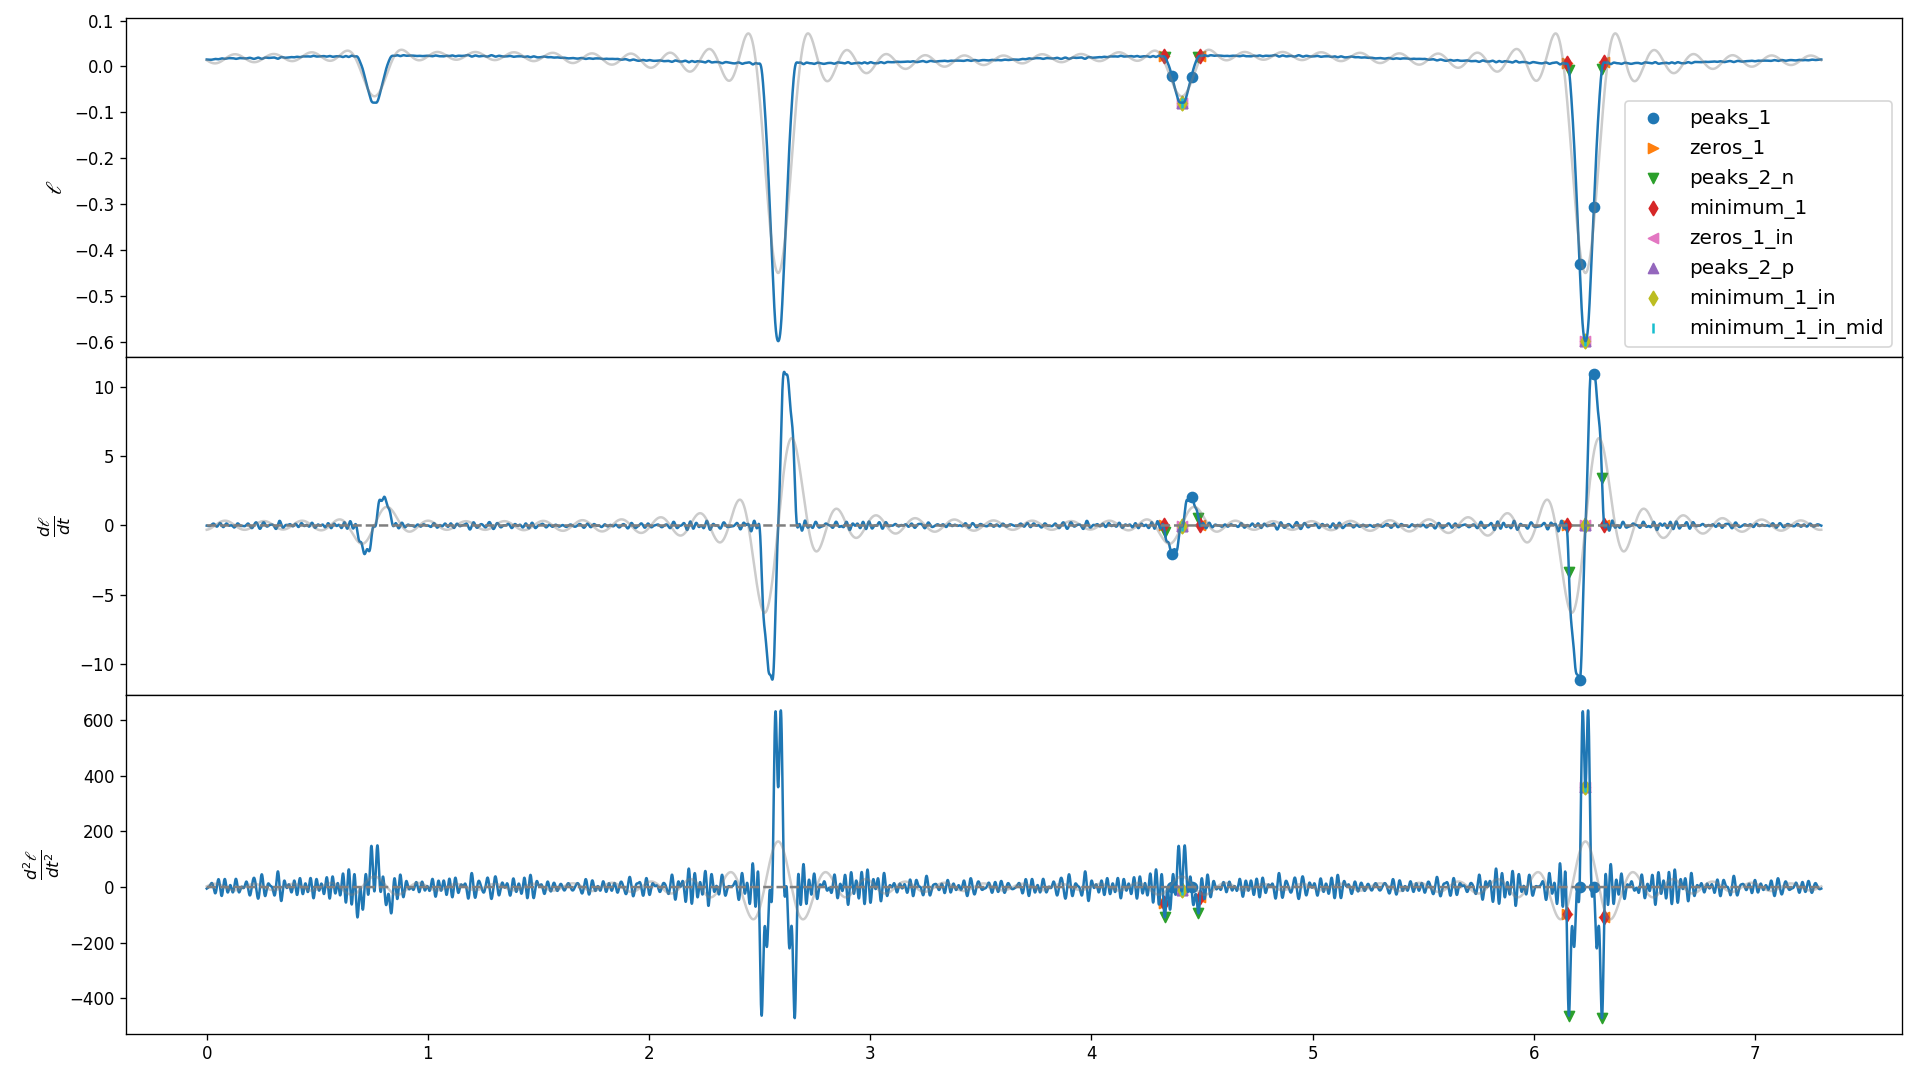 0.1
0.0
−0.1
−0.2
−0.3
−0.4
−0.5
−0.6
ℓ
peaks_1
zeros_1
peaks_2_n
minimum_1
zeros_1_in
peaks_2_p
minimum_1_in
minimum_1_in_mid
10
5
0
−5
−10
dℓ
dt
600
400
200
0
−200
−400
d²ℓ
dt²
0 1 2 3 4 5 6 7